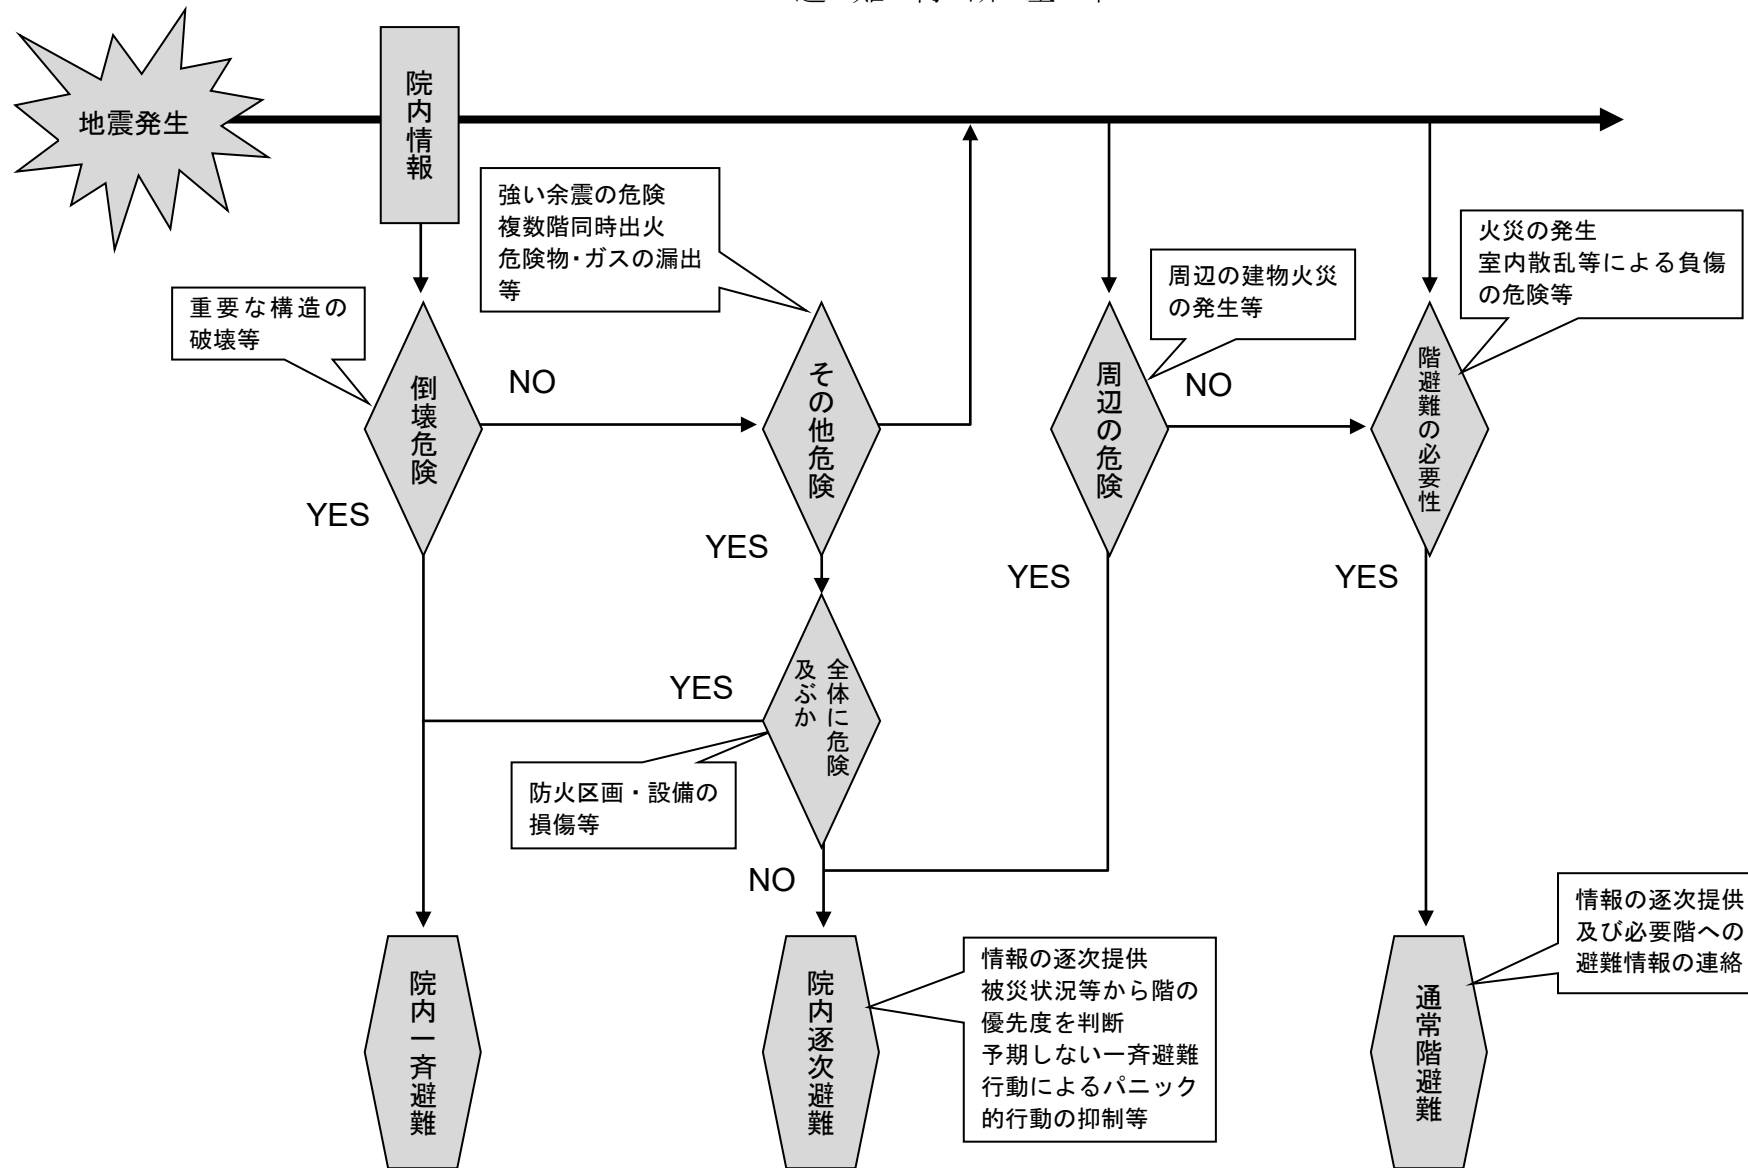 地震発生
院内情報
強い余震の危険
複数階同時出火
危険物・ガスの漏出
等
重要な構造の
破壊等
周辺の建物火災
の発生等
火災の発生
室内散乱等による負傷
の危険等
倒壊危険
NO
その他危険
周辺の危険
NO
階避難の必要性
YES
YES
YES
YES
全体に危険
及ぶか
YES
防火区画・設備の
損傷等
NO
院内一斉避難
院内逐次避難
情報の逐次提供
被災状況等から階の
優先度を判断
予期しない一斉避難
行動によるパニック
的行動の抑制等
通常階避難
情報の逐次提供
及び必要階への
避難情報の連絡